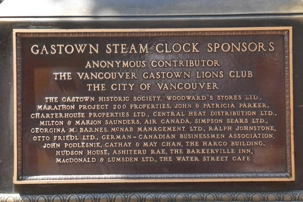 GASTOWN STEAM CLOCK SPONSORS
ANONYMOUS CONTRIBUTOR
THE VANCOUVER GASTOWN LIONS CLUB
THE CITY OF VANCOUVER
THE GASTOWN HISTORIC SOCIETY, WOODWARD'S STORES LTD.,
MARATHON PROJECT 200 PROPERTIES, JOHN & PATRICIA PARKER,
CHARTERHOUSE PROPERTIES LTD., CENTRAL HEAT DISTRIBUTION LTD.,
MILTON & MARION SAUNDERS, AIR CANADA, SIMPSON SEARS LTD.,
GEORGINA M. BARNES, MCNAB MANAGEMENT LTD., RALPH JOHNSTONE,
OTTO FRIEDL LTD., GERMAN-CANADIAN BUSINESSMEN ASSOCIATION,
JOHN PODLESNIE, CATHAY & MAY CHAN, THE MARCO BUILDING,
HUDSON HOUSE, RAE, THE BARKERVILLE INN,
MACDONALD & LUMSDEN LTD, THE WATER STREET CAFE.